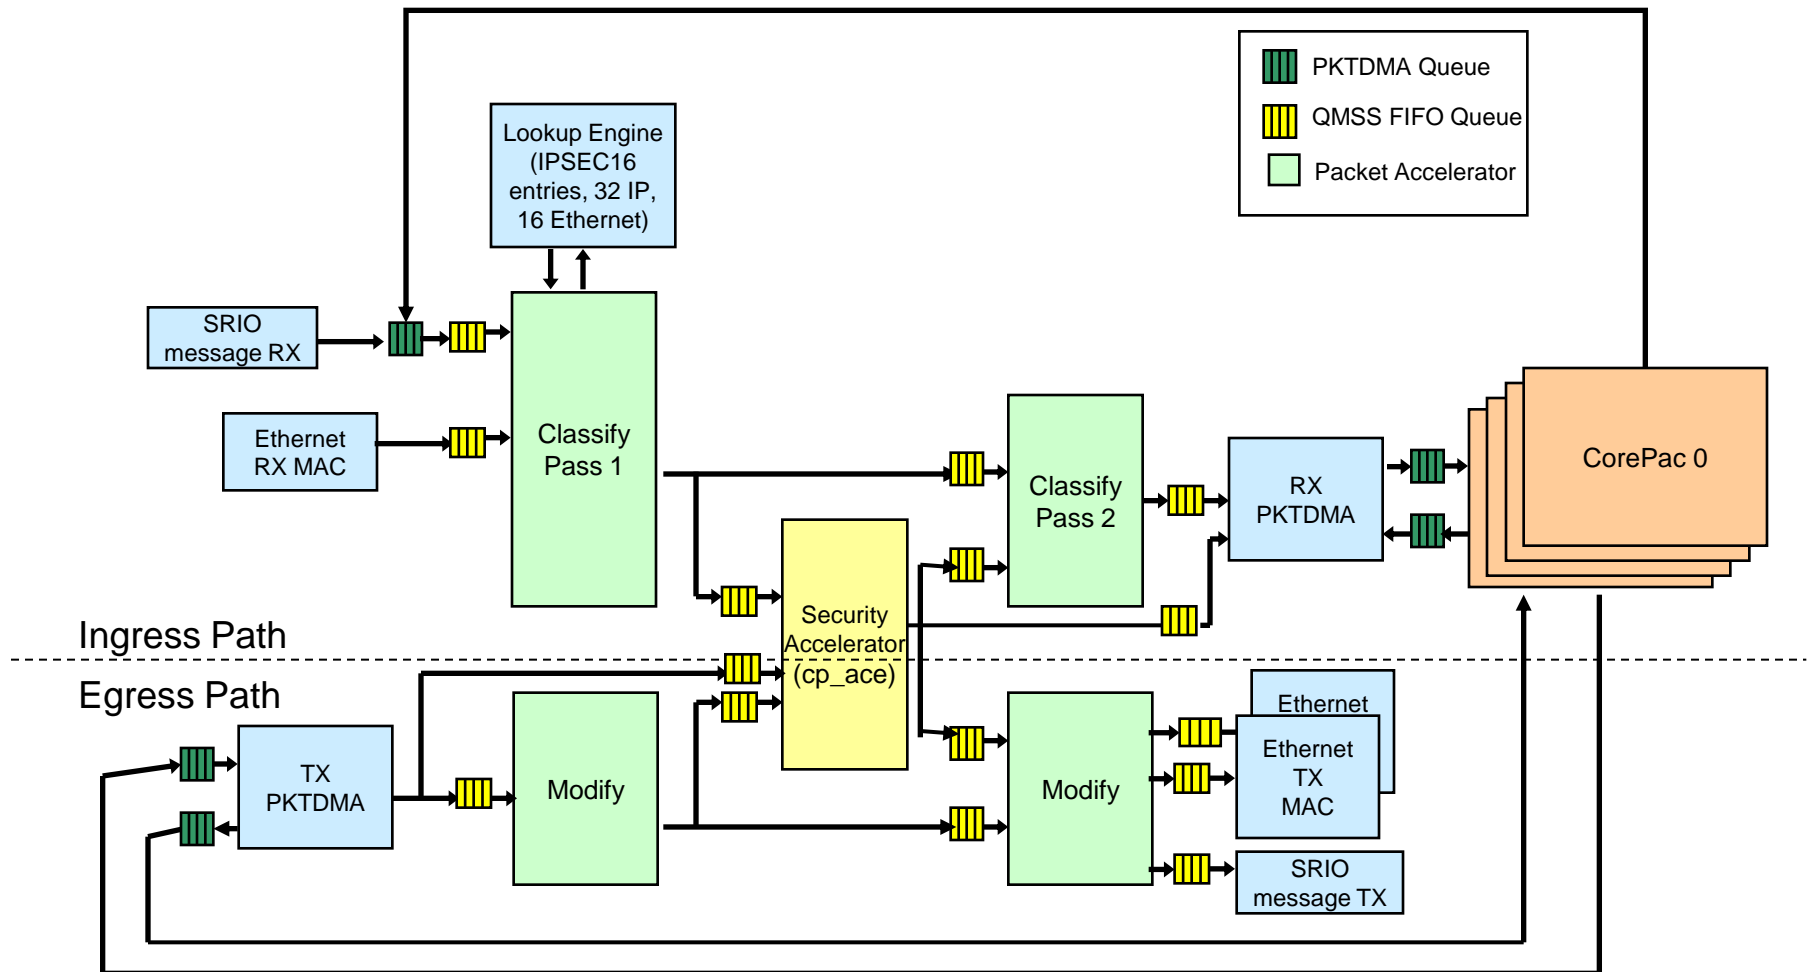 PKTDMA Queue
QMSS FIFO Queue
Packet Accelerator
Lookup Engine
(IPSEC16
entries, 32 IP,
16 Ethernet)
SRIO
message RX
Ethernet
RX MAC
Classify
Pass 1
Classify
Pass 2
RX
PKTDMA
CorePac 0
Security
Accelerator
(cp_ace)
Ingress Path
Egress Path
TX
PKTDMA
Modify
Modify
Ethernet
Ethernet
TX
MAC
SRIO
message TX